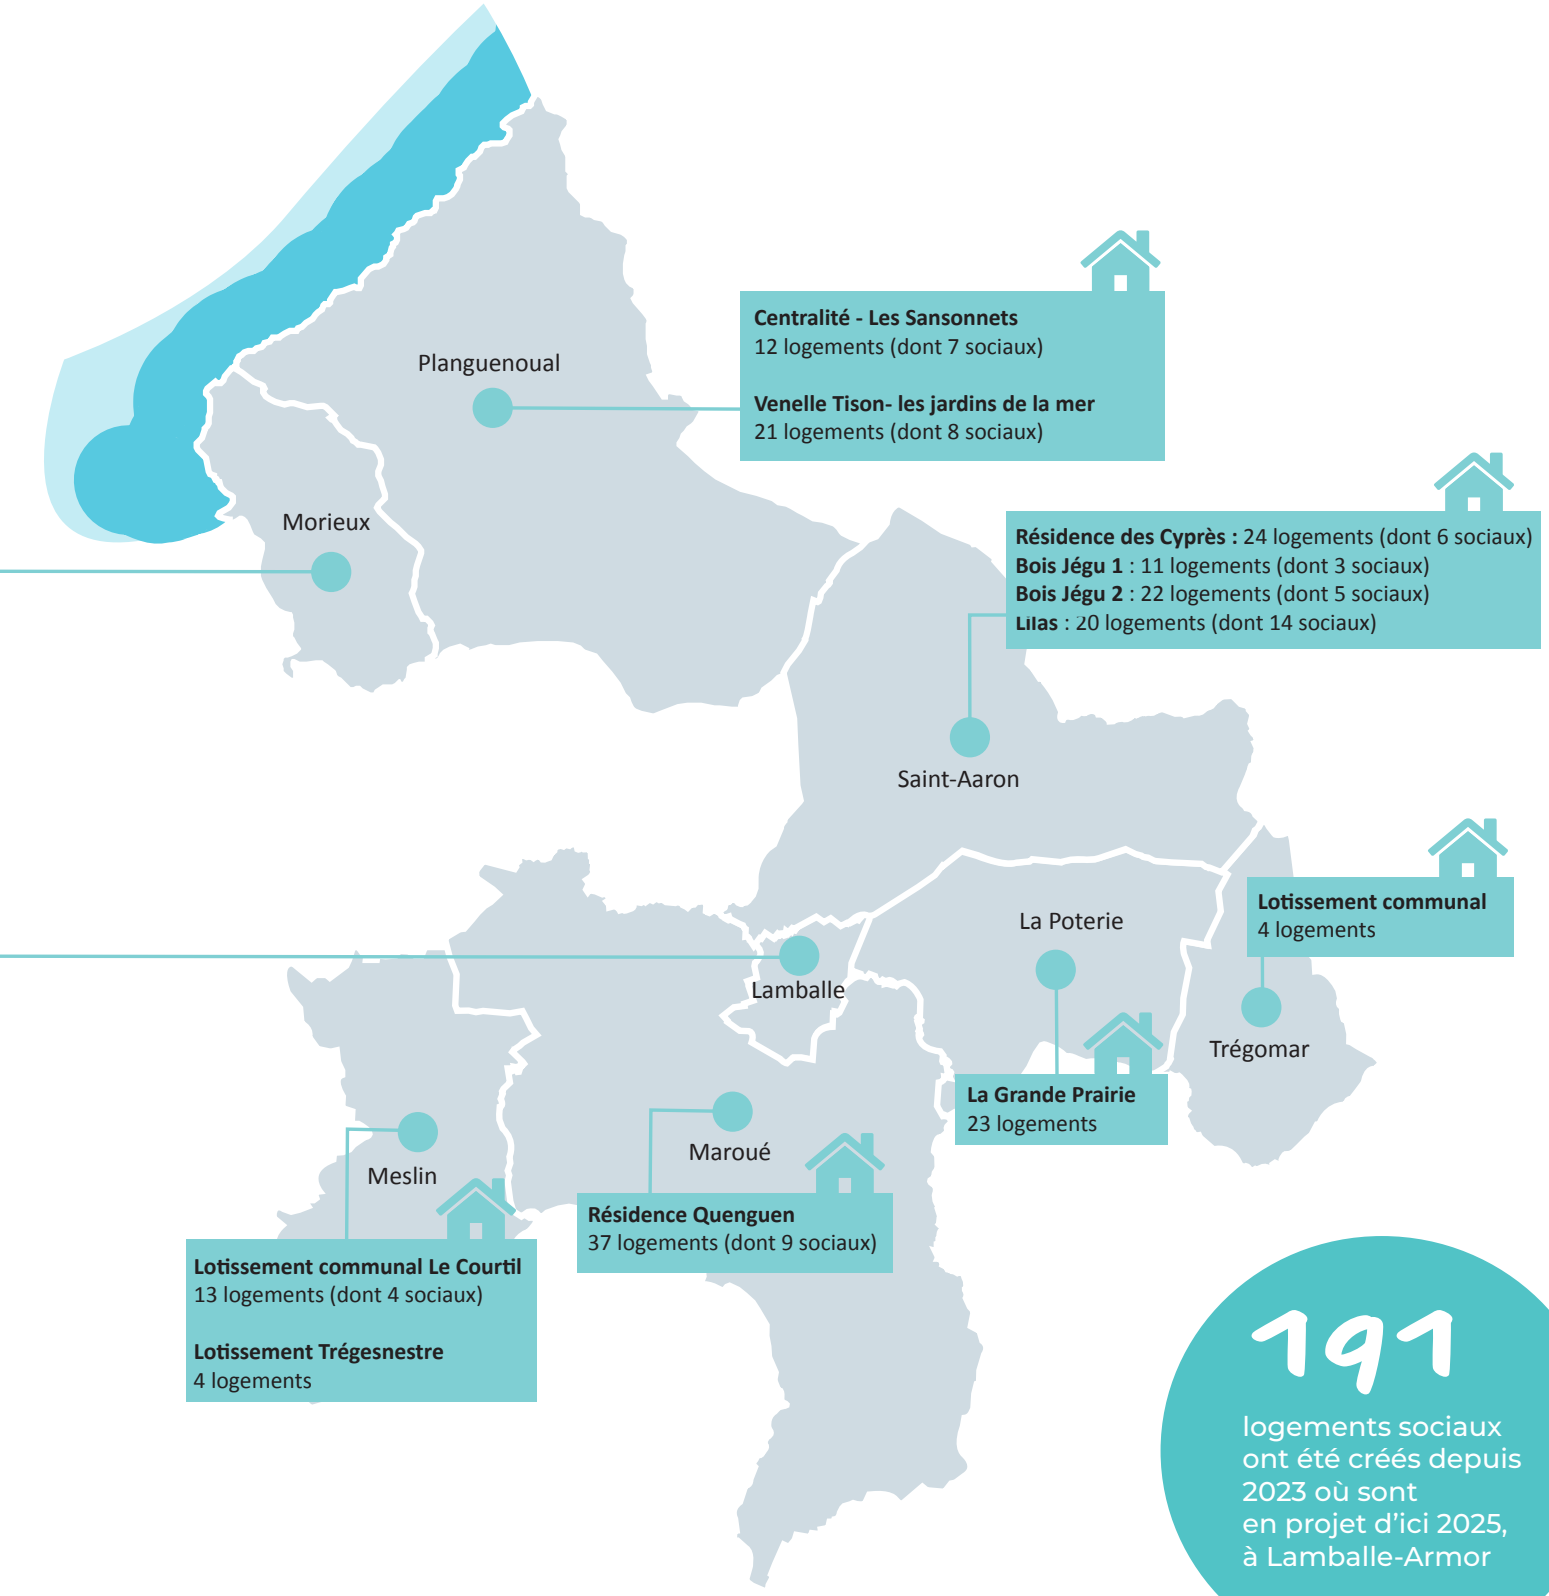 Centralité - Les Sansonnets
12 logements (dont 7 sociaux)
Venelle Tison- les jardins de la mer
21 logements (dont 8 sociaux)
Planguenoual
Morieux
Résidence des Cyprès : 24 logements (dont 6 sociaux)
Bois Jégu 1 : 11 logements (dont 3 sociaux)
Bois Jégu 2 : 22 logements (dont 5 sociaux)
Lilas : 20 logements (dont 14 sociaux)
Saint-Aaron
Lotissement communal
4 logements
La Poterie
Lamballe
Trégomar
La Grande Prairie
23 logements
Maroué
Meslin
Résidence Quenguen
37 logements (dont 9 sociaux)
Lotissement communal Le Courtil
13 logements (dont 4 sociaux)
Lotissement Trégesnestre
4 logements
191
logements sociaux
ont été créés depuis
2023 où sont
en projet d'ici 2025,
à Lamballe-Armor